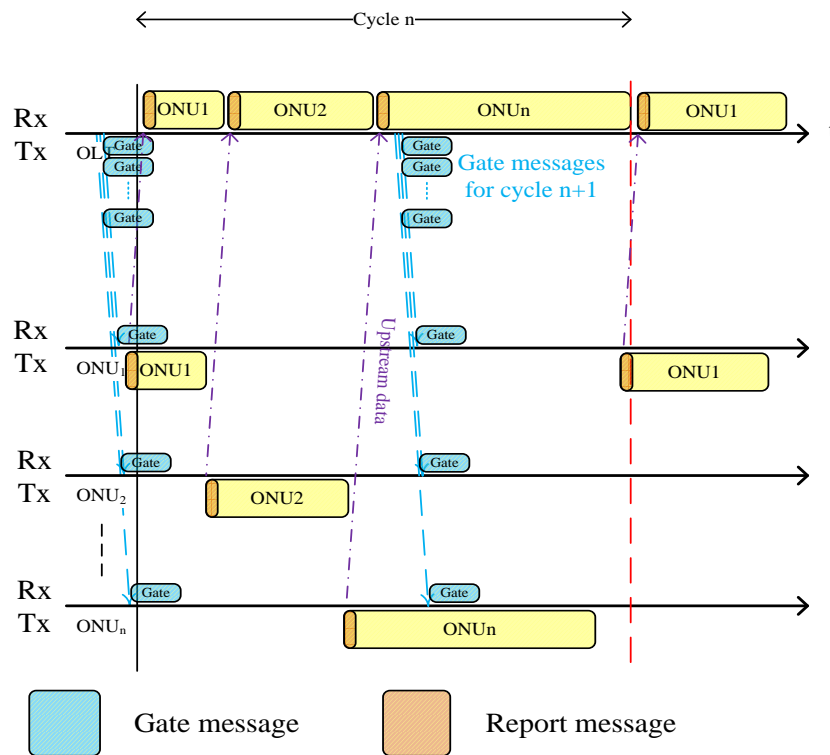 Cycle n
ONU1 ONU2 ONUn ONU1
Rx
Tx
OLT
Gate
Gate
Gate
Gate
Gate
Gate
Gate messages
for cycle n+1
Rx
Tx
Gate
Gate
ONU₁
ONU1
ONU1
Upstream data
Rx
Tx
Gate
Gate
ONU₂
ONU2
Rx
Tx
Gate
Gate
ONUₙ
ONUn
Gate message
Report message